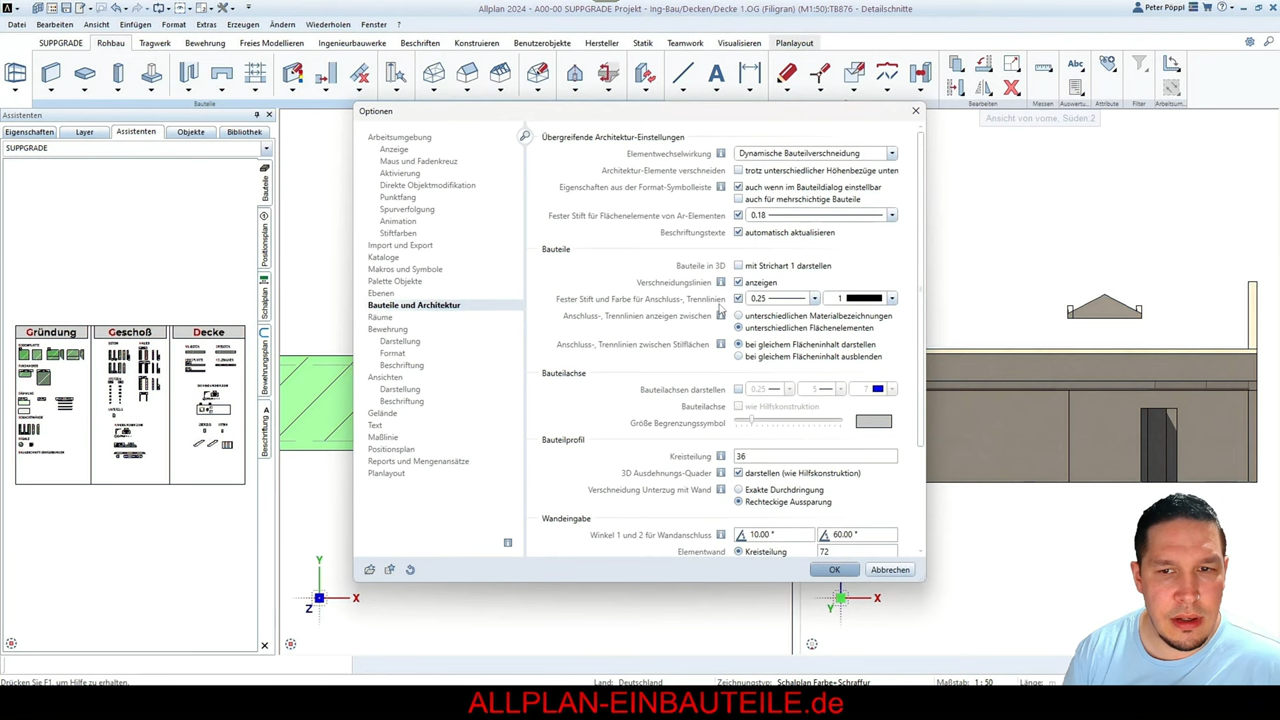 Allplan 2024 - A00-00 SUPPGRADE Projekt - Ing-Bau/Decken/Decke 1.OG (Filigran) (M1:50):TB876 - Detailschnitte
Peter Pöppl
Datei Bearbeiten Ansicht Einfügen Format Extras Erzeugen Ändern Wiederholen Fenster ?
SUPPGRADE Rohbau Tragwerk Bewehrung Freies Modellieren Ingenieurbauwerke Beschriften Konstruieren Benutzerobjekte Hersteller Statik Teamwork Visualisieren Planlayout
Abc
Bauteile
Bearbeiten Messen Auswertu... Attribute Filter Arbeitsum...
Assistenten
Ansicht von vorne, Süden:2
Eigenschaften Layer Assistenten Objekte Bibliothek
SUPPGRADE
Bauteile
Positionsplan
Schalplan
Bewehrungsplan
Beschriftung
Gründung Geschoß Decke
Optionen
Arbeitsumgebung
Anzeige
Maus und Fadenkreuz
Aktivierung
Direkte Objektmodifikation
Punktfang
Spurverfolgung
Animation
Stiftfarben
Import und Export
Kataloge
Makros und Symbole
Palette Objekte
Ebenen
Bauteile und Architektur
Räume
Bewehrung
Darstellung
Format
Beschriftung
Ansichten
Darstellung
Beschriftung
Gelände
Text
Maßlinie
Positionsplan
Reports und Mengenansätze
Planlayout
Übergreifende Architektur-Einstellungen
Elementwechselwirkung Dynamische Bauteilverschneidung
Architektur-Elemente verschneiden trotz unterschiedlicher Höhenbezüge unten
Eigenschaften aus der Format-Symbolleiste auch wenn im Bauteildialog einstellbar
auch für mehrschichtige Bauteile
Fester Stift für Flächenelemente von Ar-Elementen 0.18
Beschriftungstexte automatisch aktualisieren
Bauteile
Bauteile in 3D mit Strichart 1 darstellen
Verschneidungslinien anzeigen
Fester Stift und Farbe für Anschluss-, Trennlinien 0.25 1
Anschluss-, Trennlinien anzeigen zwischen unterschiedlichen Materialbezeichnungen
unterschiedlichen Flächenelementen
Anschluss-, Trennlinien zwischen Stilflächen bei gleichem Flächeninhalt darstellen
bei gleichem Flächeninhalt ausblenden
Bauteilachse
Bauteilachsen darstellen 0.25 5 7
Bauteilachse wie Hilfskonstruktion
Größe Begrenzungssymbol
Bauteilprofil
Kreisteilung 36
3D Ausdehnungs-Quader darstellen (wie Hilfskonstruktion)
Verschneidung Unterzug mit Wand Exakte Durchdringung
Rechteckige Aussparung
Wandeingabe
Winkel 1 und 2 für Wandanschluss 10.00 ° 60.00 °
Elementwand Kreisteilung 72
OK Abbrechen
Y
Z X
X
Y
Drücken Sie F1, um Hilfe zu erhalten. Land: Deutschland Zeichnungstyp: Schalplan Farbe+Schraffur Maßstab: 1 : 50 Länge:
ALLPLAN-EINBAUTEILE.de